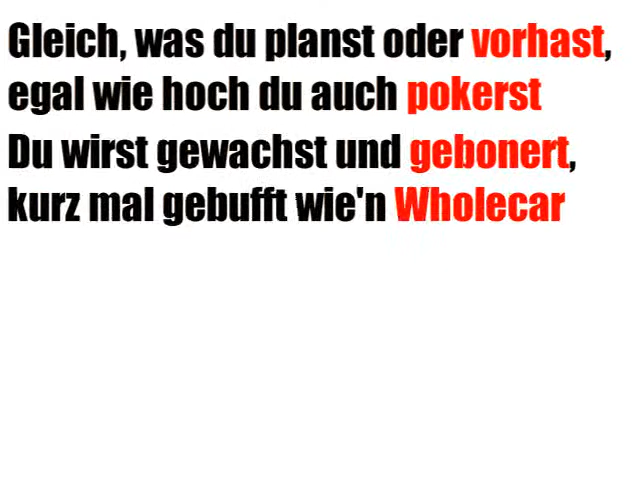 Gleich, was du planst oder vorhast,
egal wie hoch du auch pokerst
Du wirst gewachst und gebonert,
kurz mal gebufft wie'n Wholecar